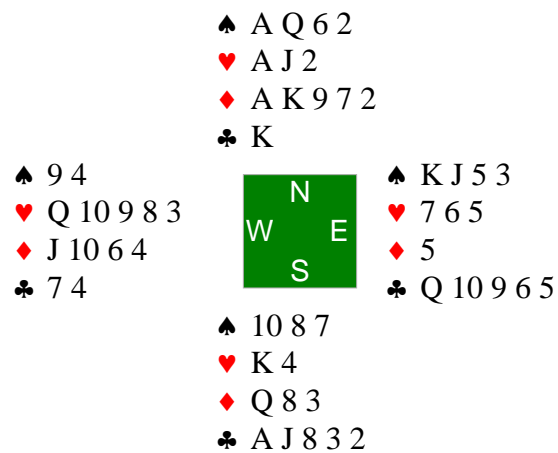 ♠ A Q 6 2
♥ A J 2
♦ A K 9 7 2
♣ K
♠ 9 4
♥ Q 10 9 8 3
♦ J 10 6 4
♣ 7 4
N
W E
S
♠ K J 5 3
♥ 7 6 5
♦ 5
♣ Q 10 9 6 5
♠ 10 8 7
♥ K 4
♦ Q 8 3
♣ A J 8 3 2